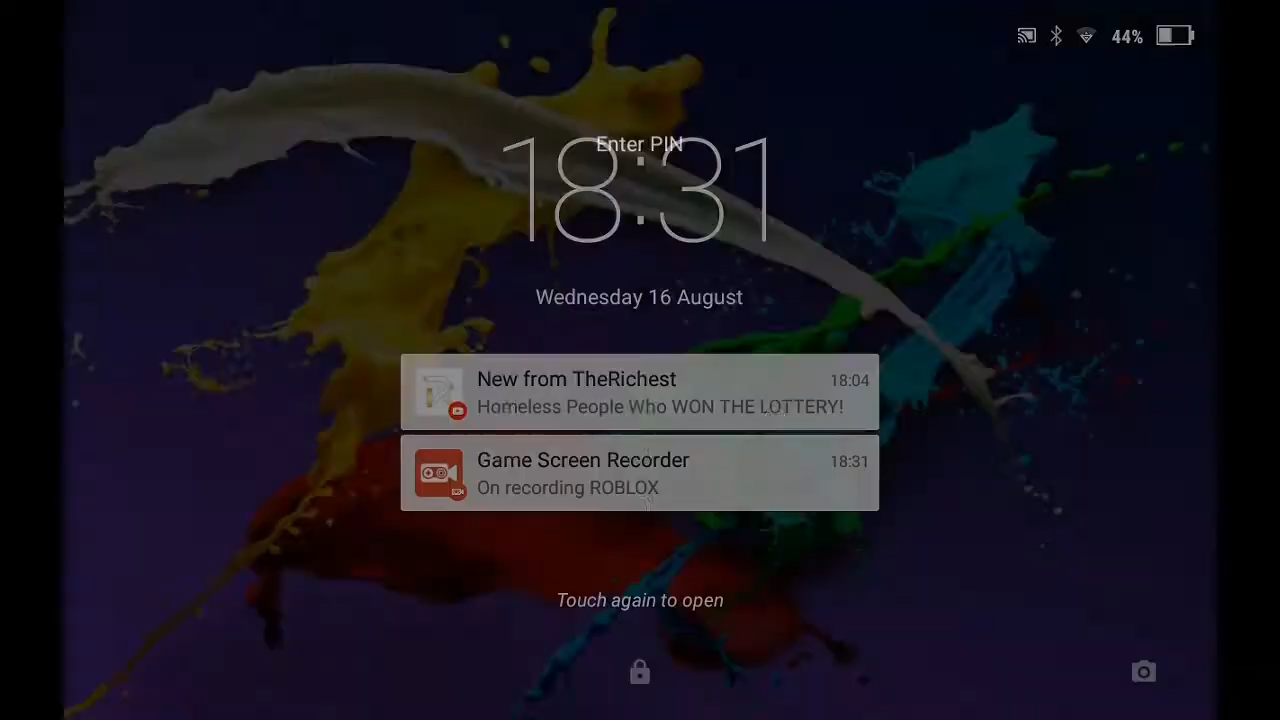 44%
Enter PIN
18:31
Wednesday 16 August
New from TheRichest 18:04
Homeless People Who WON THE LOTTERY!
Game Screen Recorder 18:31
On recording ROBLOX
Touch again to open